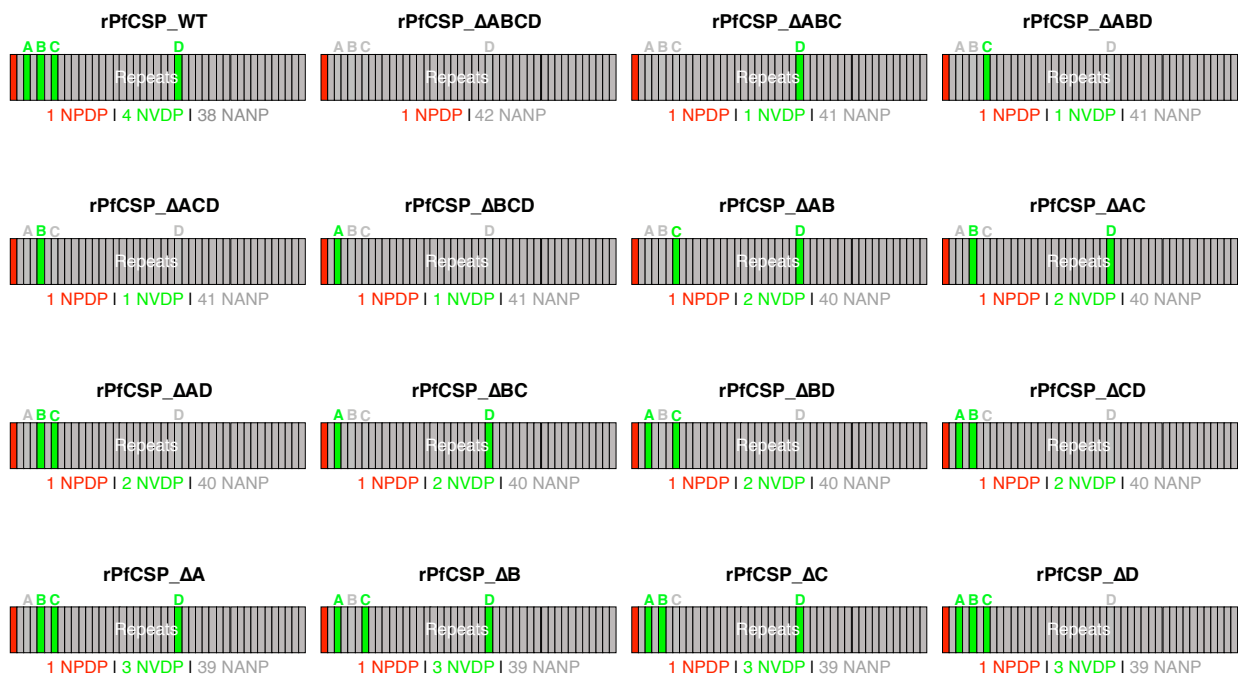 rPfCSP_WT
A B C D
Repeats
1 NPDP I 4 NVDP I 38 NANP
rPfCSP_ΔABCD
A B C D
Repeats
1 NPDP I 42 NANP
rPfCSP_ΔABC
A B C D
Repeats
1 NPDP I 1 NVDP I 41 NANP
rPfCSP_ΔABD
A B C D
Repeats
1 NPDP I 1 NVDP I 41 NANP
rPfCSP_ΔACD
A B C D
Repeats
1 NPDP I 1 NVDP I 41 NANP
rPfCSP_ΔBCD
A B C D
Repeats
1 NPDP I 1 NVDP I 41 NANP
rPfCSP_ΔAB
A B C D
Repeats
1 NPDP I 2 NVDP I 40 NANP
rPfCSP_ΔAC
A B C D
Repeats
1 NPDP I 2 NVDP I 40 NANP
rPfCSP_ΔAD
A B C D
Repeats
1 NPDP I 2 NVDP I 40 NANP
rPfCSP_ΔBC
A B C D
Repeats
1 NPDP I 2 NVDP I 40 NANP
rPfCSP_ΔBD
A B C D
Repeats
1 NPDP I 2 NVDP I 40 NANP
rPfCSP_ΔCD
A B C D
Repeats
1 NPDP I 2 NVDP I 40 NANP
rPfCSP_ΔA
A B C D
Repeats
1 NPDP I 3 NVDP I 39 NANP
rPfCSP_ΔB
A B C D
Repeats
1 NPDP I 3 NVDP I 39 NANP
rPfCSP_ΔC
A B C D
Repeats
1 NPDP I 3 NVDP I 39 NANP
rPfCSP_ΔD
A B C D
Repeats
1 NPDP I 3 NVDP I 39 NANP